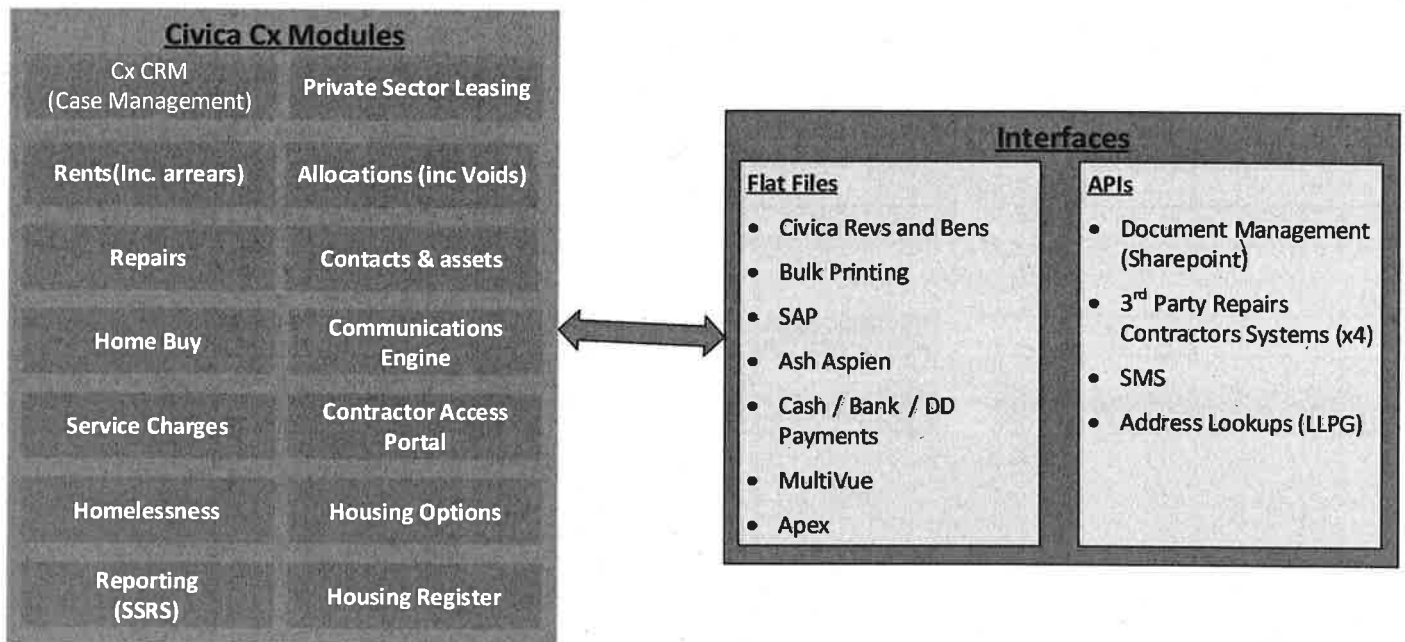 Civica Cx Modules
Cx CRM
(Case Management)
Private Sector Leasing
Rents(Inc. arrears)
Allocations (inc Voids)
Repairs
Contacts & assets
Home Buy
Communications
Engine
Service Charges
Contractor Access
Portal
Homelessness
Housing Options
Reporting
(SSRS)
Housing Register
Interfaces
Flat Files
• Civica Revs and Bens
• Bulk Printing
• SAP
• Ash Aspien
• Cash / Bank / DD
Payments
• MultiVue
• Apex
APIs
• Document Management
(Sharepoint)
• 3rd Party Repairs
Contractors Systems (x4)
• SMS
• Address Lookups (LLPG)